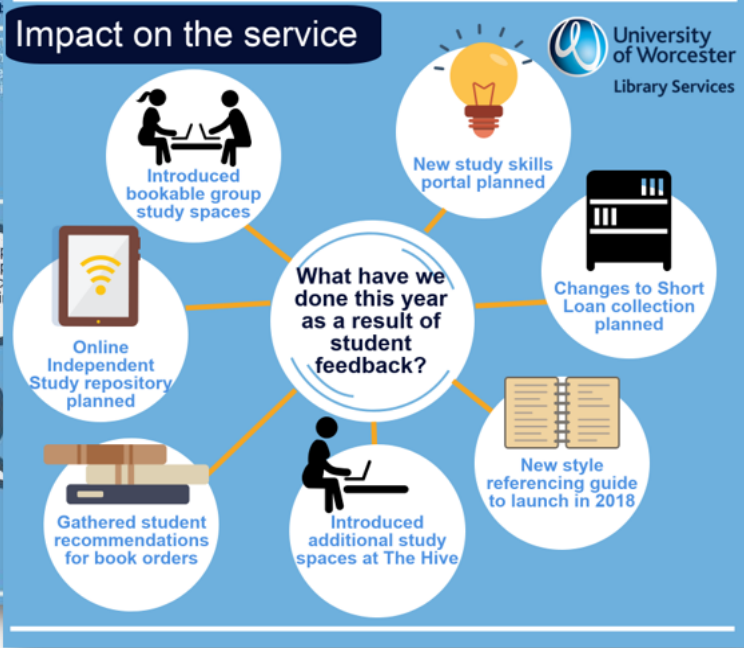 Impact on the service
University
of Worcester
Library Services
Introduced
bookable group
study spaces
New study skills
portal planned
Changes to Short
Loan collection
planned
What have we
done this year
as a result of
student
feedback?
Online
Independent
Study repository
planned
New style
referencing guide
to launch in 2018
Gathered student
recommendations
for book orders
Introduced
additional study
spaces at The Hive